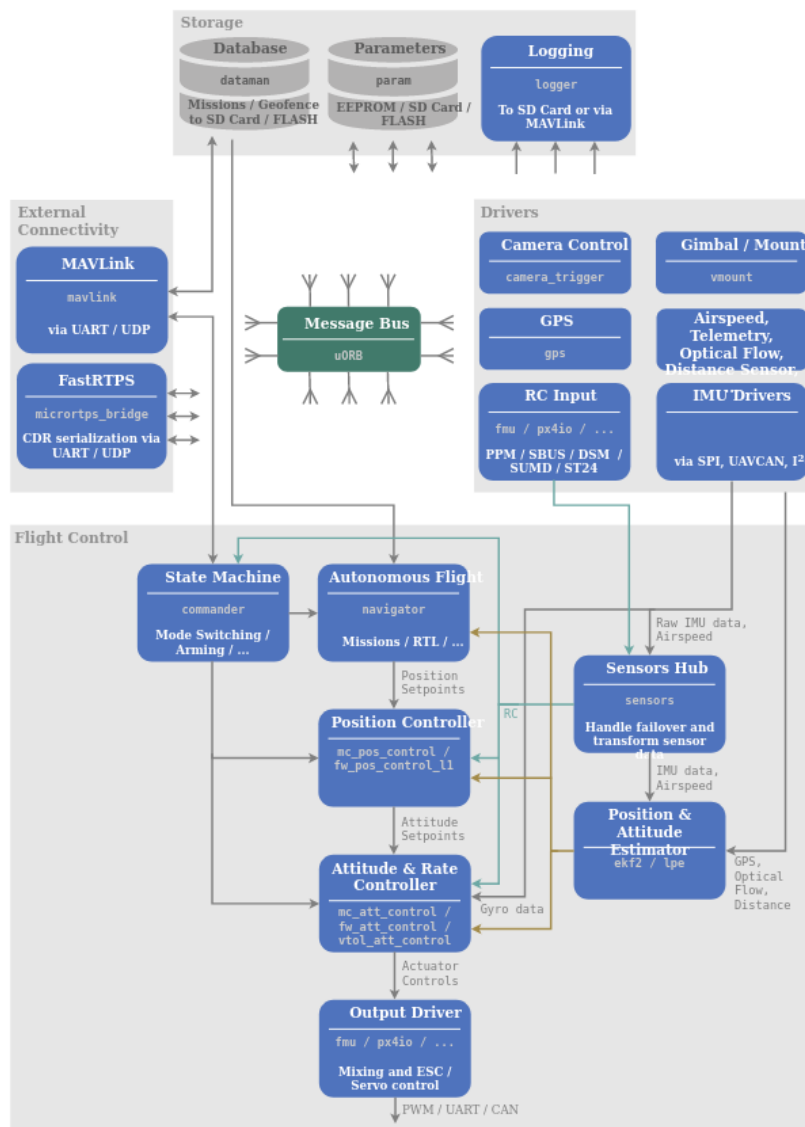 Storage
Database
dataman
Missions / Geofence
to SD Card / FLASH
Parameters
param
EEPROM / SD Card /
FLASH
Logging
logger
To SD Card or via
MAVLink
External
Connectivity
MAVLink
mavlink
via UART / UDP
FastRTPS
micrortps_bridge
CDR serialization via
UART / UDP
Message Bus
uORB
Drivers
Camera Control
camera_trigger
Gimbal / Mount
vmount
GPS
gps
Airspeed,
Telemetry,
Optical Flow,
Distance Sensor,
RC Input
fmu / px4io / ...
PPM / SBUS / DSM /
SUMD / ST24
IMU Drivers
via SPI, UAVCAN, I²
Flight Control
State Machine
commander
Mode Switching /
Arming / ...
Autonomous Flight
navigator
Missions / RTL / ...
Raw IMU data,
Airspeed
Position
Setpoints
Sensors Hub
sensors
Handle failover and
transform sensor
data
RC
Position Controller
mc_pos_control /
fw_pos_control_l1
IMU data,
Airspeed
Attitude
Setpoints
Position &
Attitude
Estimator
ekf2 / lpe
GPS,
Optical
Flow,
Distance
Attitude & Rate
Controller
mc_att_control /
fw_att_control /
vtol_att_control
Gyro data
Actuator
Controls
Output Driver
fmu / px4io / ...
Mixing and ESC /
Servo control
PWM / UART / CAN